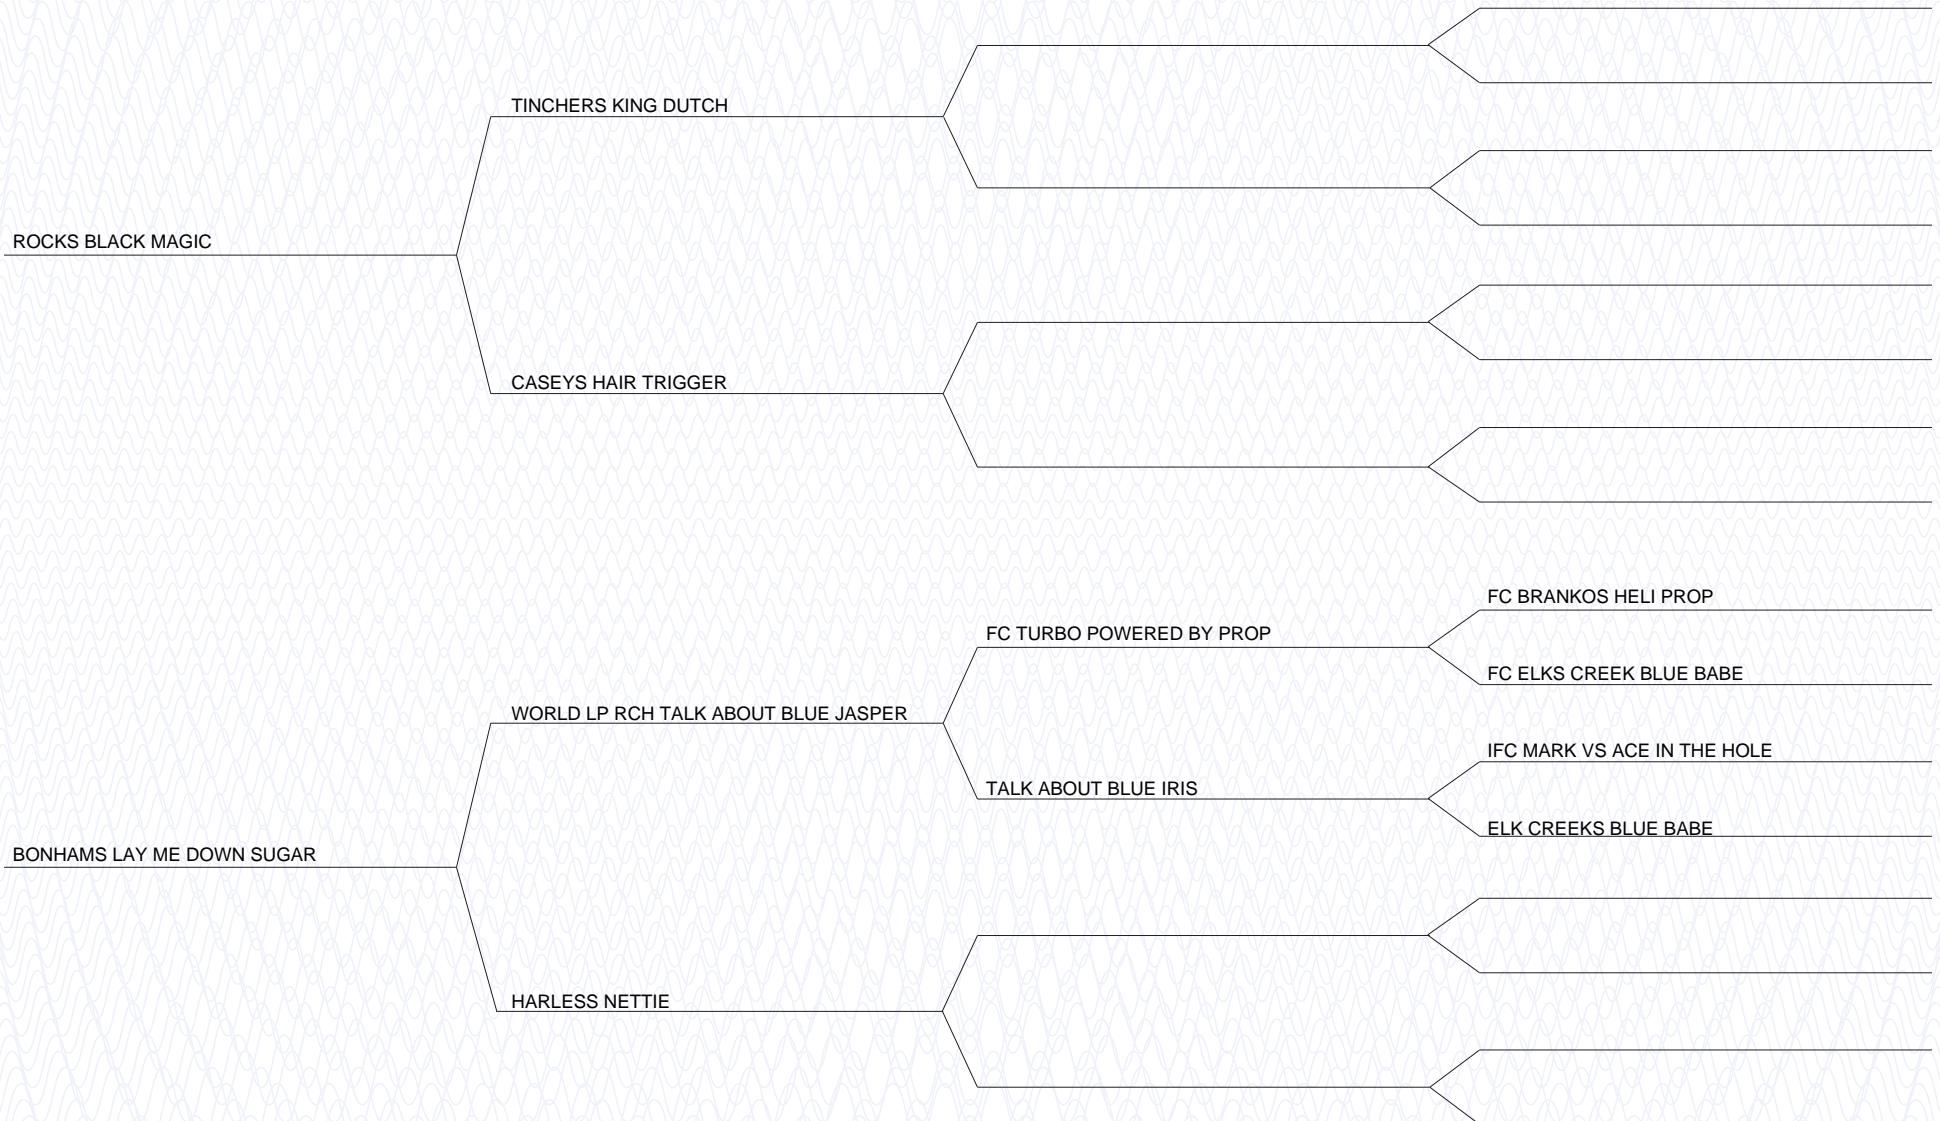 TINCHERS KING DUTCH
ROCKS BLACK MAGIC
CASEYS HAIR TRIGGER
FC BRANKOS HELI PROP
FC TURBO POWERED BY PROP
FC ELKS CREEK BLUE BABE
WORLD LP RCH TALK ABOUT BLUE JASPER
IFC MARK VS ACE IN THE HOLE
TALK ABOUT BLUE IRIS
ELK CREEKS BLUE BABE
BONHAMS LAY ME DOWN SUGAR
HARLESS NETTIE